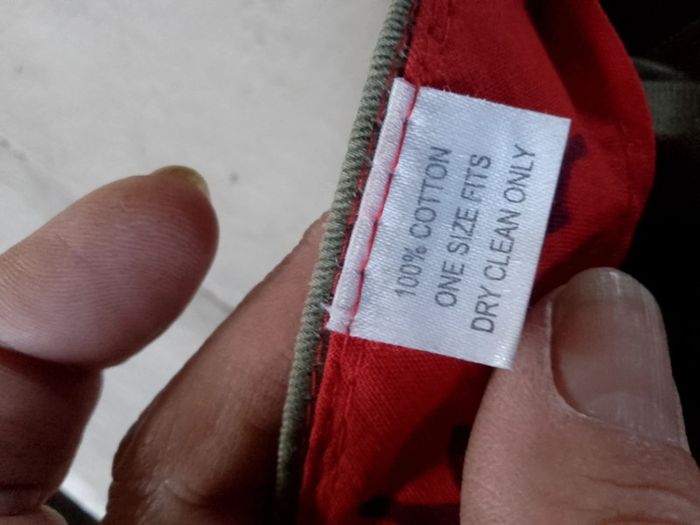 100% COTTON
ONE SIZE FITS
DRY CLEAN ONLY